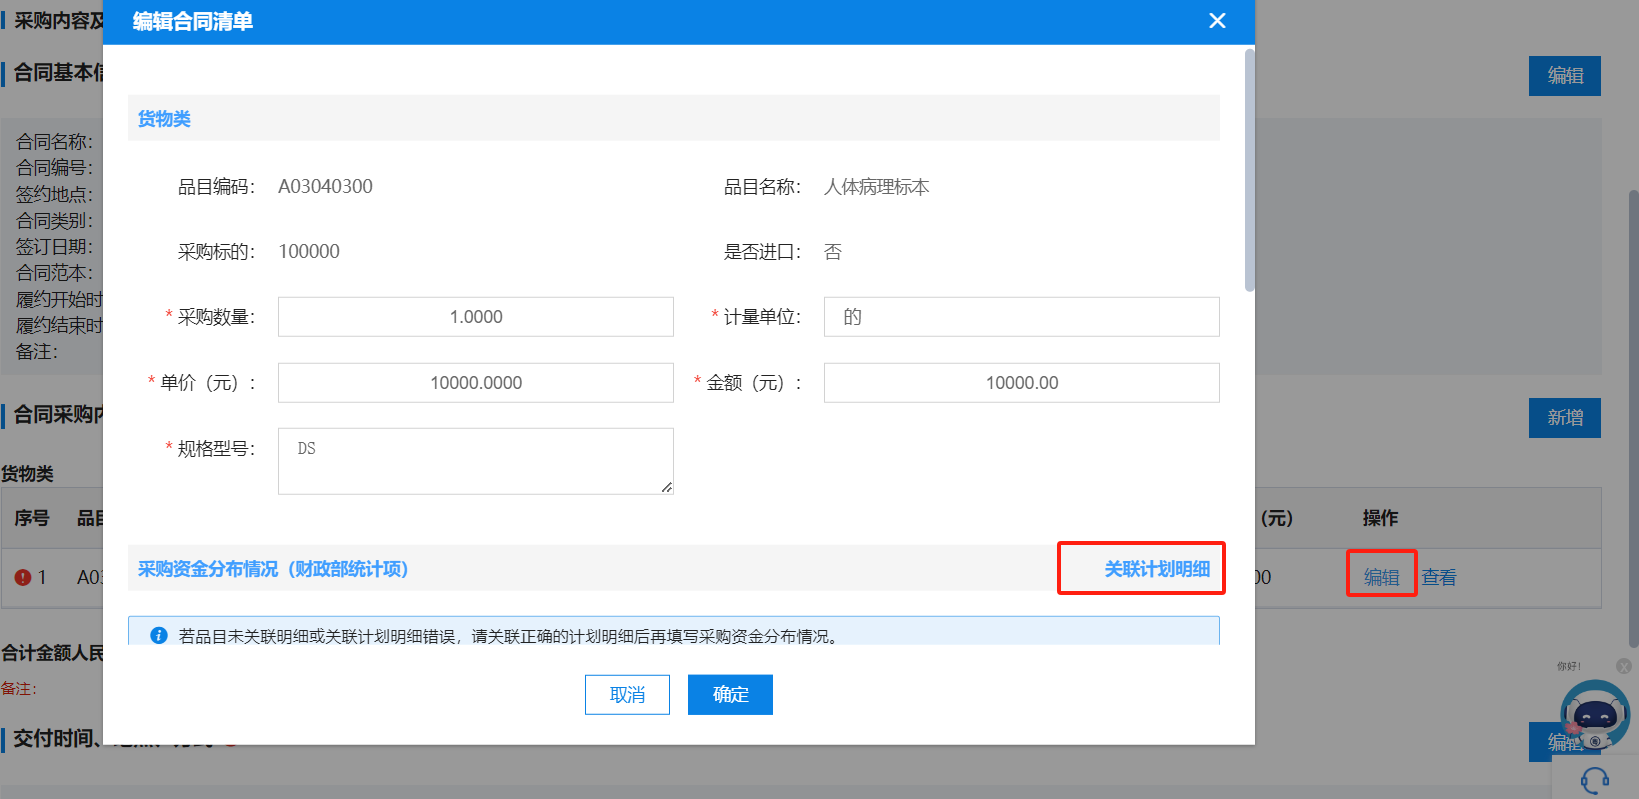 采购内容及
编辑合同清单
合同基本信
编辑
货物类
合同名称：
合同编号：
签约地点：
合同类别：
签订日期：
合同范本：
履约开始时
履约结束时
备注：
品目编码： A03040300 品目名称： 人体病理标本
采购标的： 100000 是否进口： 否
* 采购数量： 1.0000 * 计量单位： 的
* 单价（元）： 10000.0000 * 金额（元）： 10000.00
* 规格型号： DS
合同采购内
新增
货物类
序号 品目 （元） 操作
1 A03 00 编辑 查看
采购资金分布情况（财政部统计项） 关联计划明细
若品目未关联明细或关联计划明细错误，请关联正确的计划明细后再填写采购资金分布情况。
合计金额人民
备注：
取消 确定
你好！
交付时间、
编辑